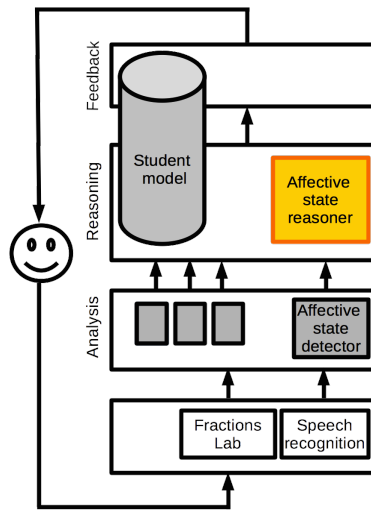 Feedback
Student
model
Reasoning
Affective
state
reasoner
Analysis
Affective
state
detector
Fractions
Lab
Speech
recognition